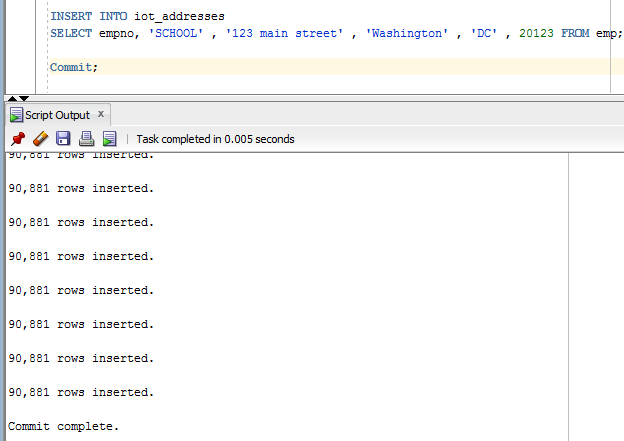 INSERT INTO iot_addresses
SELECT empno, 'SCHOOL' , '123 main street' , 'Washington' , 'DC' , 20123 FROM emp;
Commit;
Script Output x
Task completed in 0.005 seconds
90,881 rows inserted.
90,881 rows inserted.
90,881 rows inserted.
90,881 rows inserted.
90,881 rows inserted.
90,881 rows inserted.
90,881 rows inserted.
90,881 rows inserted.
Commit complete.